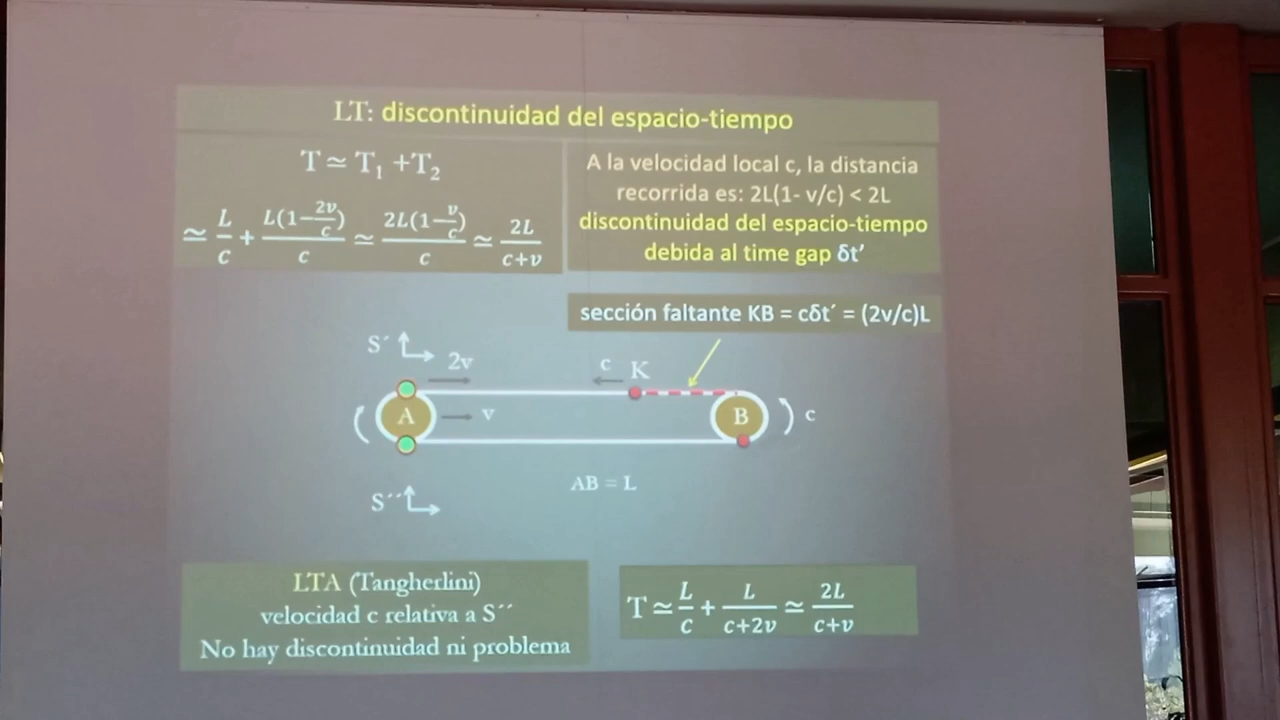 LT: discontinuidad del espacio-tiempo
T ≃ T₁ +T₂
≃ L/c + L(1−2v/c)/c ≃ 2L(1−v/c)/c ≃ 2L/c+v
A la velocidad local c, la distancia
recorrida es: 2L(1- v/c) < 2L
discontinuidad del espacio-tiempo
debida al time gap δt’
sección faltante KB = cδt´ = (2v/c)L
S´
2v
c
K
A
v
B
c
AB = L
S´´
LTA (Tangherlini)
velocidad c relativa a S´´
No hay discontinuidad ni problema
T ≃ L/c + L/c+2v ≃ 2L/c+v